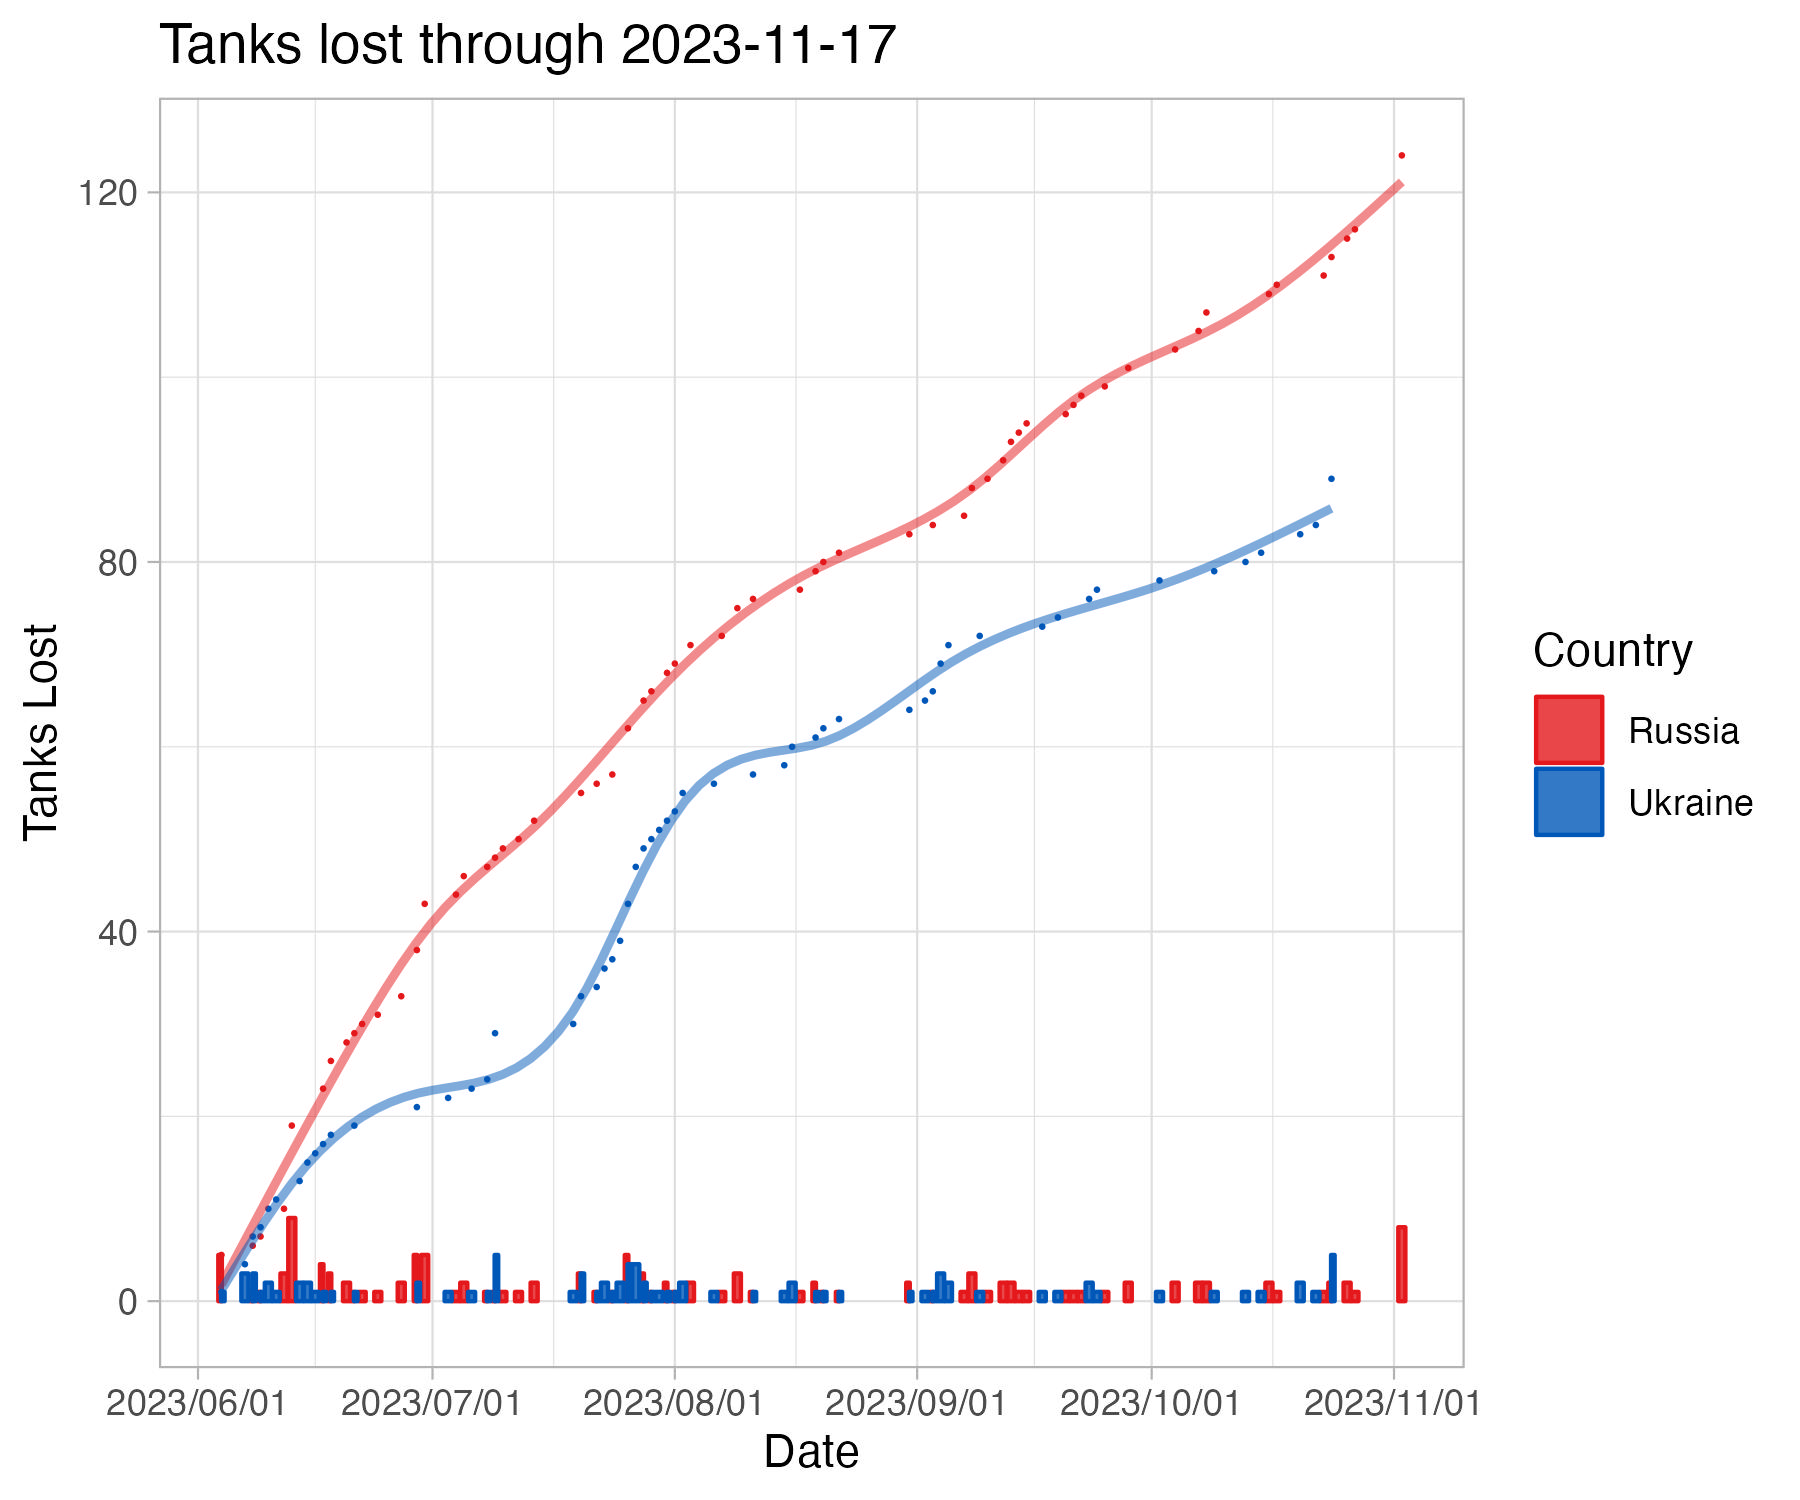 Tanks lost through 2023-11-17
120
80
40
0
Tanks Lost
2023/06/01
2023/07/01
2023/08/01
2023/09/01
2023/10/01
2023/11/01
Date
Country
Russia
Ukraine